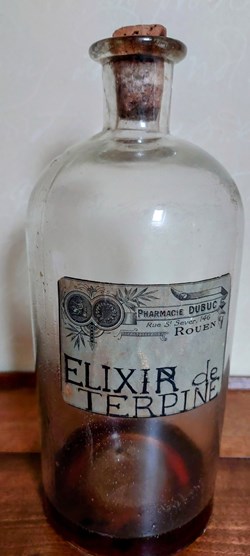 PHARMACIE DUBUC
Rue St Sever, 146
ROUEN
ELIXIR de
TERPINE